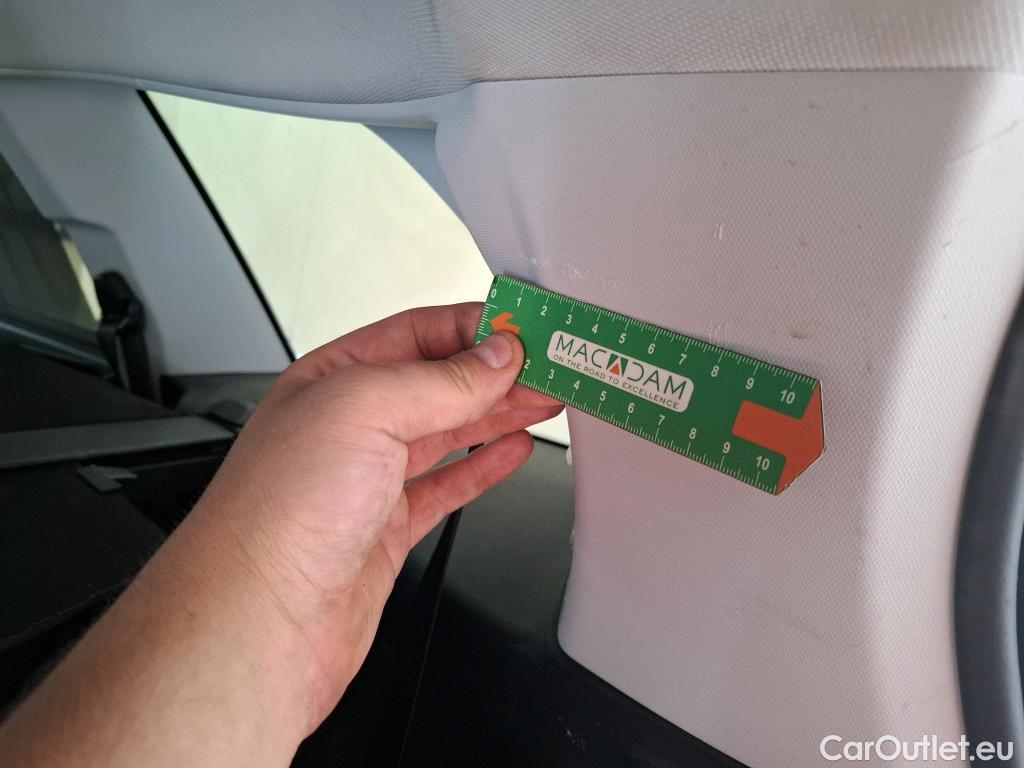 0 1 2 3 4 5 6 7 8 9 10
MACADAM
ON THE ROAD TO EXCELLENCE
2 3 4 5 6 7 8 9 10
CarOutlet.eu